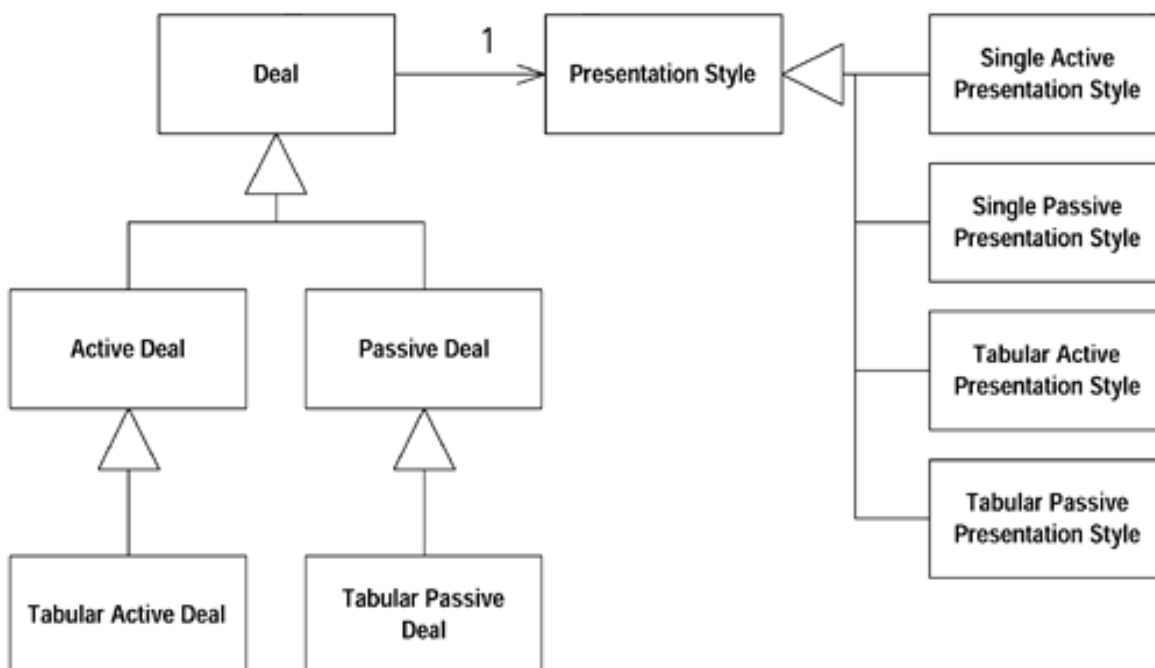 Deal
1
Presentation Style
Single Active
Presentation Style
Single Passive
Presentation Style
Active Deal
Passive Deal
Tabular Active
Presentation Style
Tabular Passive
Presentation Style
Tabular Active Deal
Tabular Passive
Deal